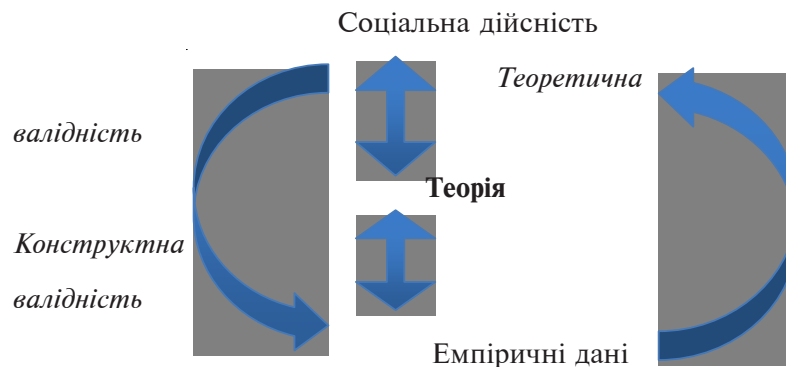 Соціальна дійсність
Теоретична
валідність
Теорія
Конструктна
валідність
Емпіричні дані